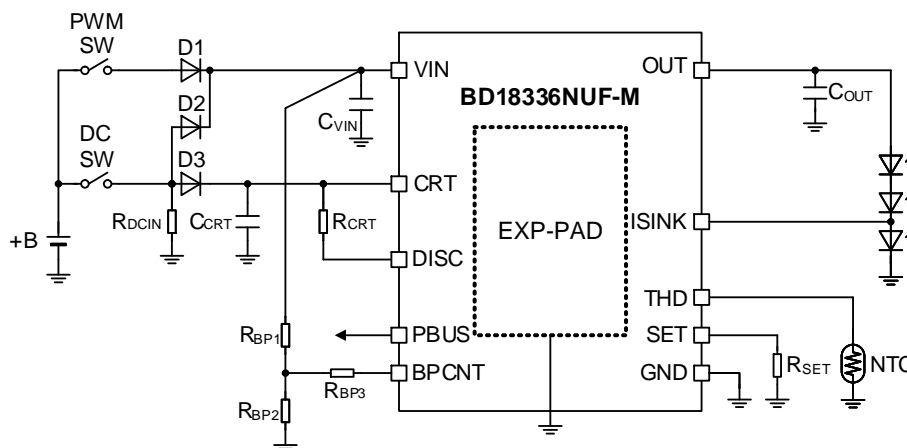 PWM
SW
D1
VIN
OUT
BD18336NUF-M
COUT
CVIN
D2
DC
SW
D3
CRT
RDCIN
CCRT
RCRT
ISINK
EXP-PAD
+B
DISC
THD
RBP1
PBUS
SET
BPCNT
RBP3
GND
RSET
NTC
RBP2